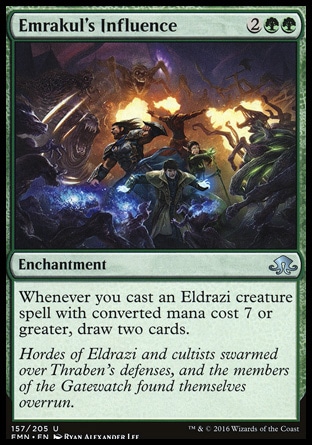 Emrakul's Influence 2
Enchantment
Whenever you cast an Eldrazi creature
spell with converted mana cost 7 or
greater, draw two cards.
Hordes of Eldrazi and cultists swarmed
over Thraben's defenses, and the members
of the Gatewatch found themselves
overrun.
157/205 U
EMN • EN Ryan Alexander Lee
™ & © 2016 Wizards of the Coast